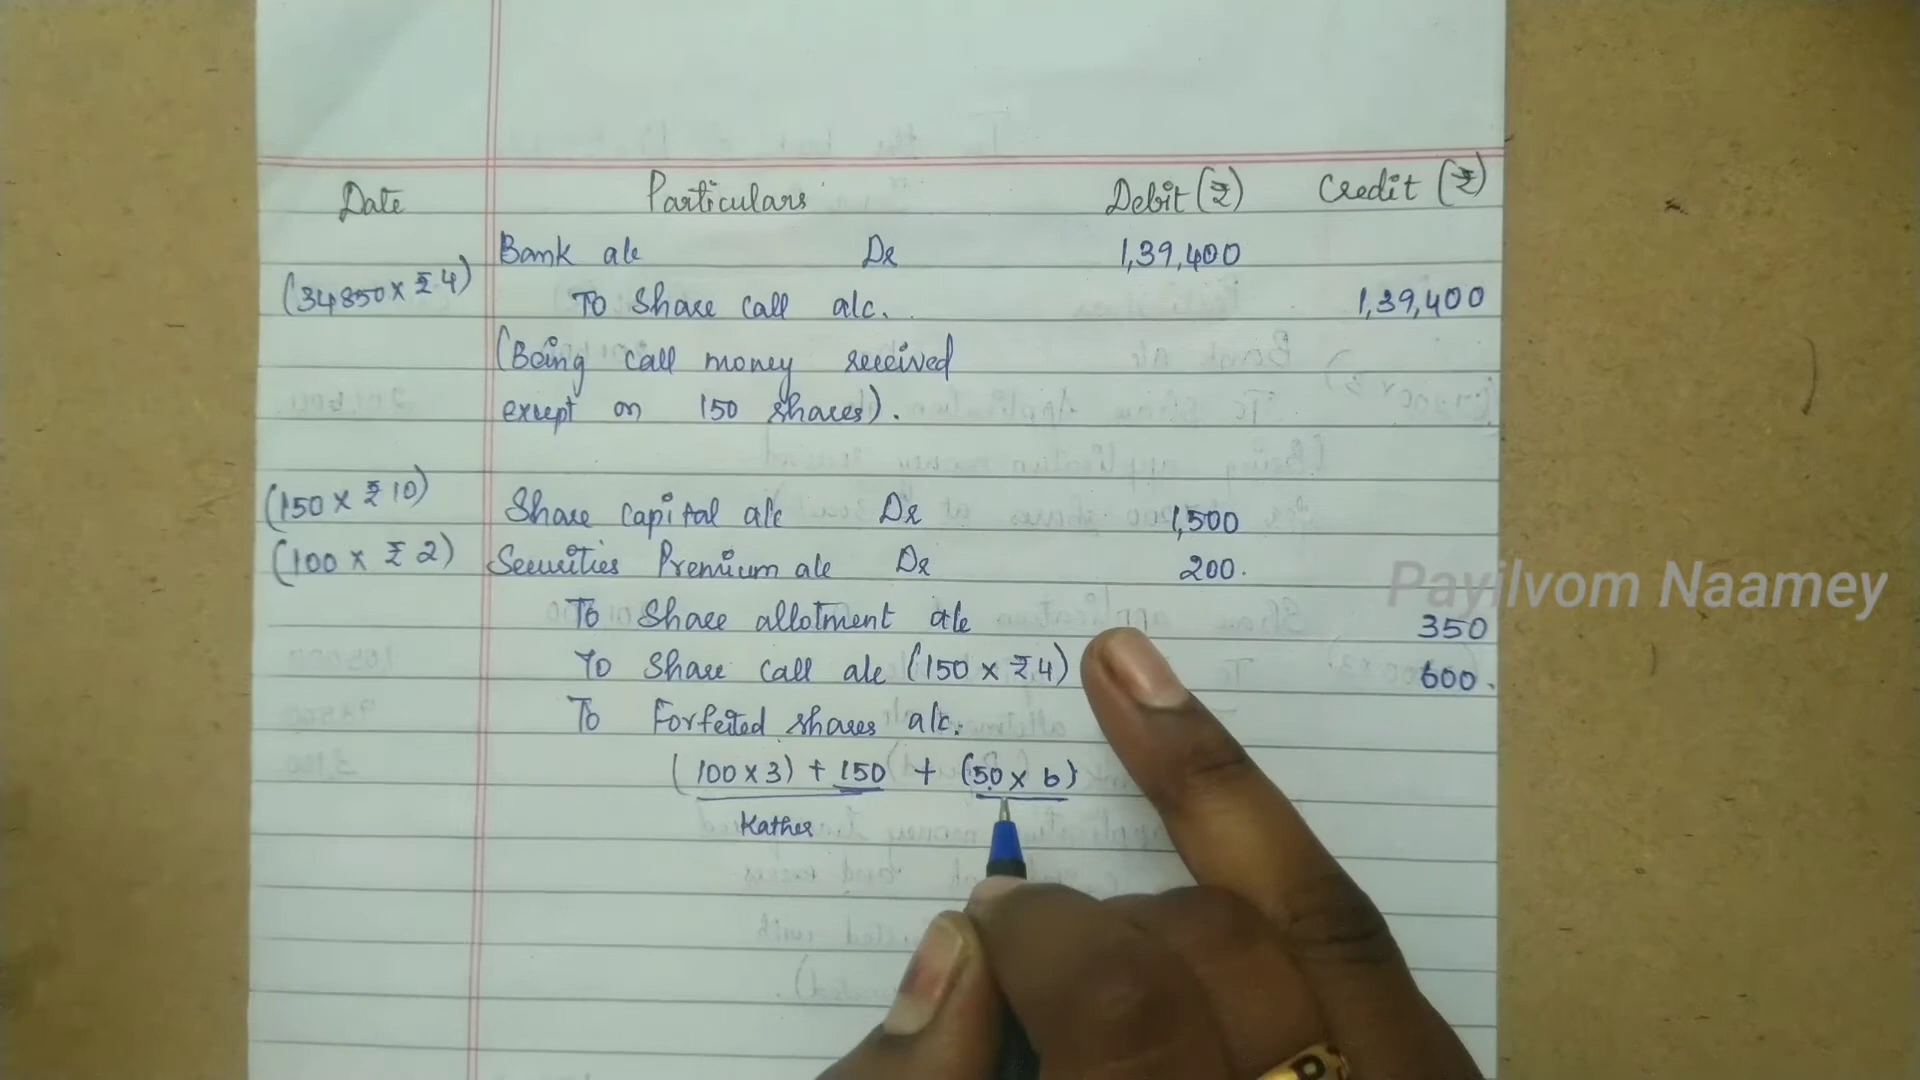 Date Particulars Debit (₹) Credit (₹)
Bank a/c Dr 1,39,400
(34850 x ₹ 4) To Share call a/c. 1,39,400
(Being call money received
except on 150 shares).
(150 x ₹ 10) Share capital a/c Dr 1,500
(100 x ₹ 2) Securities Premium a/c Dr 200.
Payilvom Naamey
To Share allotment a/c 350
To Share call a/c (150 x ₹ 4) 600.
To Forfeited shares a/c.
(100 x 3) + 150 + (50 x 6)
Kather